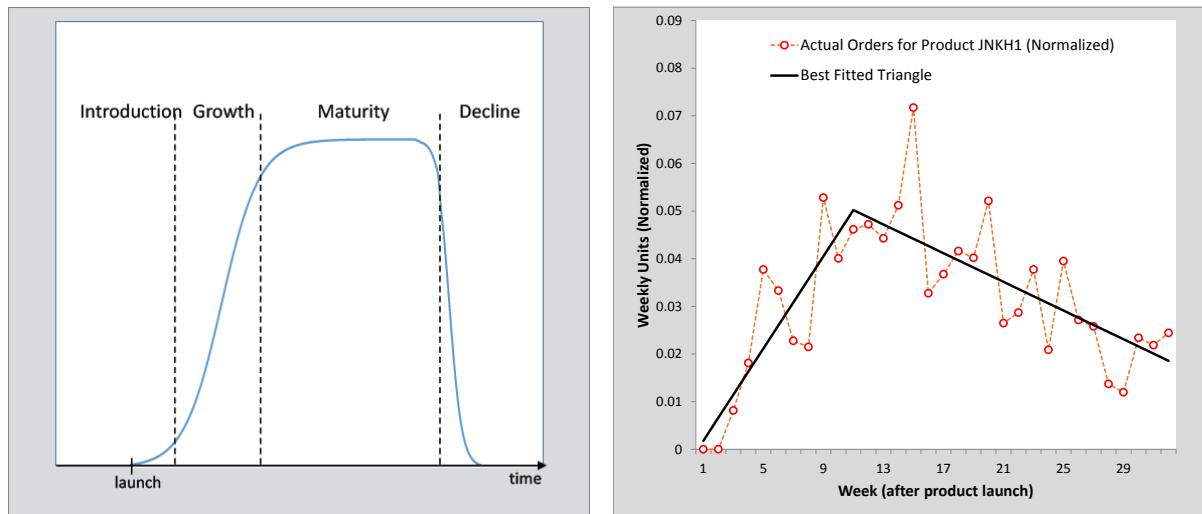 Introduction
Growth
Maturity
Decline
launch
time
0.09
0.08
0.07
0.06
0.05
0.04
0.03
0.02
0.01
0
Weekly Units (Normalized)
Actual Orders for Product JNKH1 (Normalized)
Best Fitted Triangle
1
5
9
13
17
21
25
29
Week (after product launch)